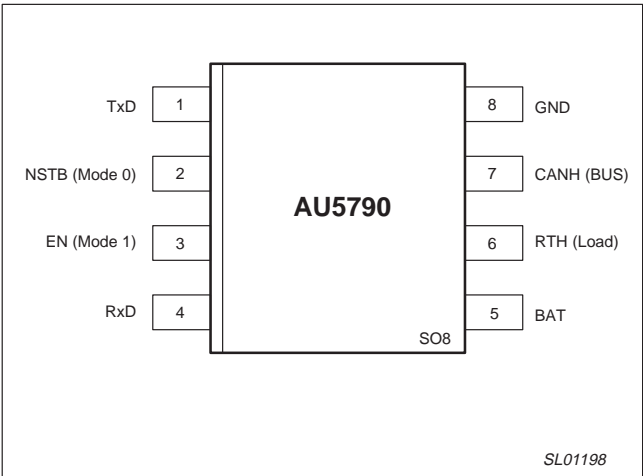 TxD 1 8 GND
NSTB (Mode 0) 2 7 CANH (BUS)
AU5790
EN (Mode 1) 3 6 RTH (Load)
RxD 4 5 BAT
SO8
SL01198